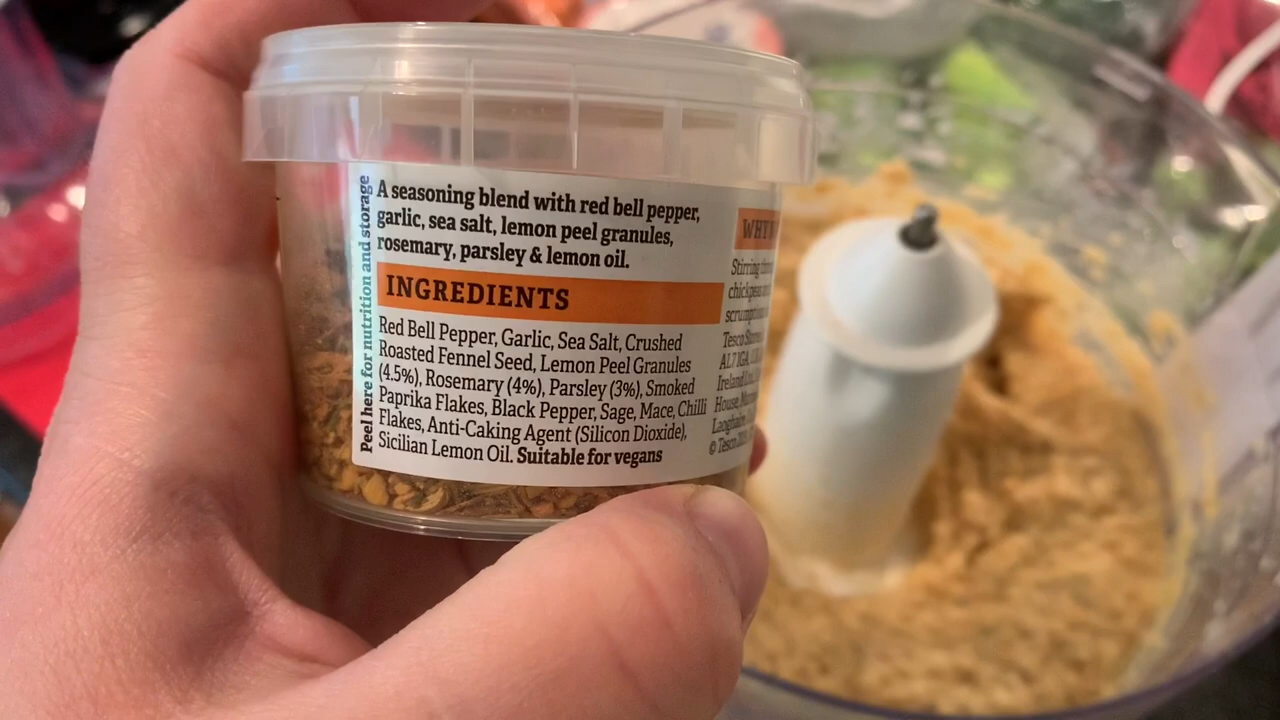 Peel here for nutrition and storage
A seasoning blend with red bell pepper,
garlic, sea salt, lemon peel granules,
rosemary, parsley & lemon oil.
INGREDIENTS
Red Bell Pepper, Garlic, Sea Salt, Crushed
Roasted Fennel Seed, Lemon Peel Granules
(4.5%), Rosemary (4%), Parsley (3%), Smoked
Paprika Flakes, Black Pepper, Sage, Mace, Chilli
Flakes, Anti-Caking Agent (Silicon Dioxide),
Sicilian Lemon Oil. Suitable for vegans
WHY
Stirring
chickpeas
Tesco
AL7 1GA,
Ireland
House,
© Tesco